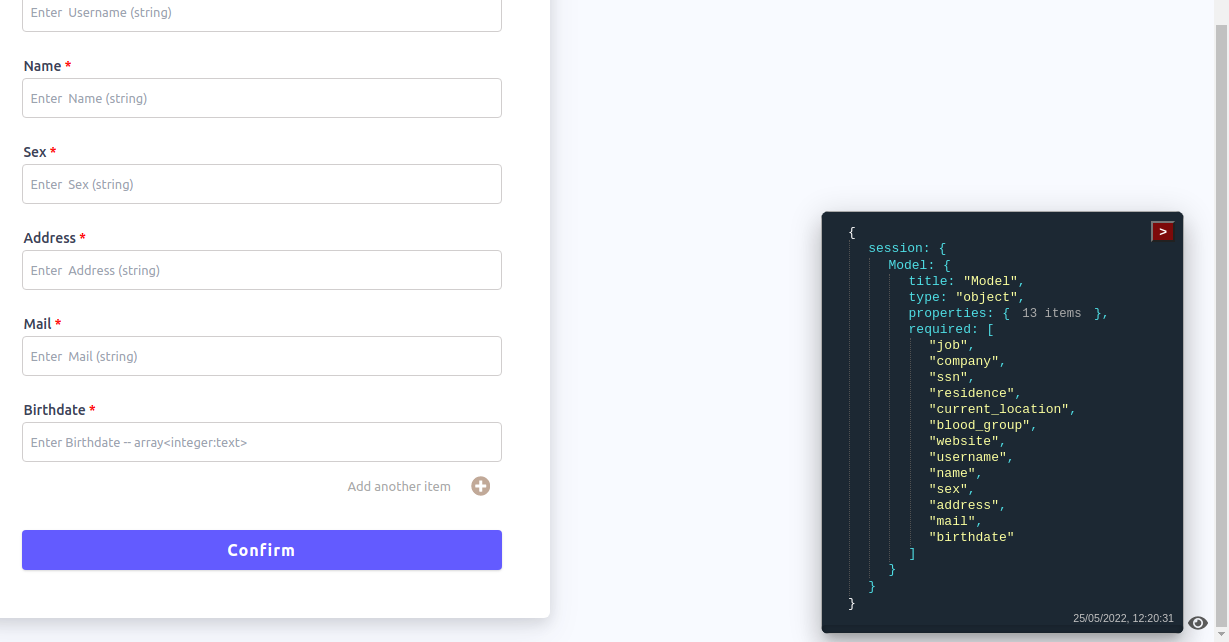 Enter Username (string)
Name *
Enter Name (string)
Sex *
Enter Sex (string)
Address *
Enter Address (string)
Mail *
Enter Mail (string)
Birthdate *
Enter Birthdate -- array<integer:text>
Add another item
Confirm
>
{
session: {
Model: {
title: "Model",
type: "object",
properties: { 13 items },
required: [
"job",
"company",
"ssn",
"residence",
"current_location",
"blood_group",
"website",
"username",
"name",
"sex",
"address",
"mail",
"birthdate"
]
}
}
}
25/05/2022, 12:20:31